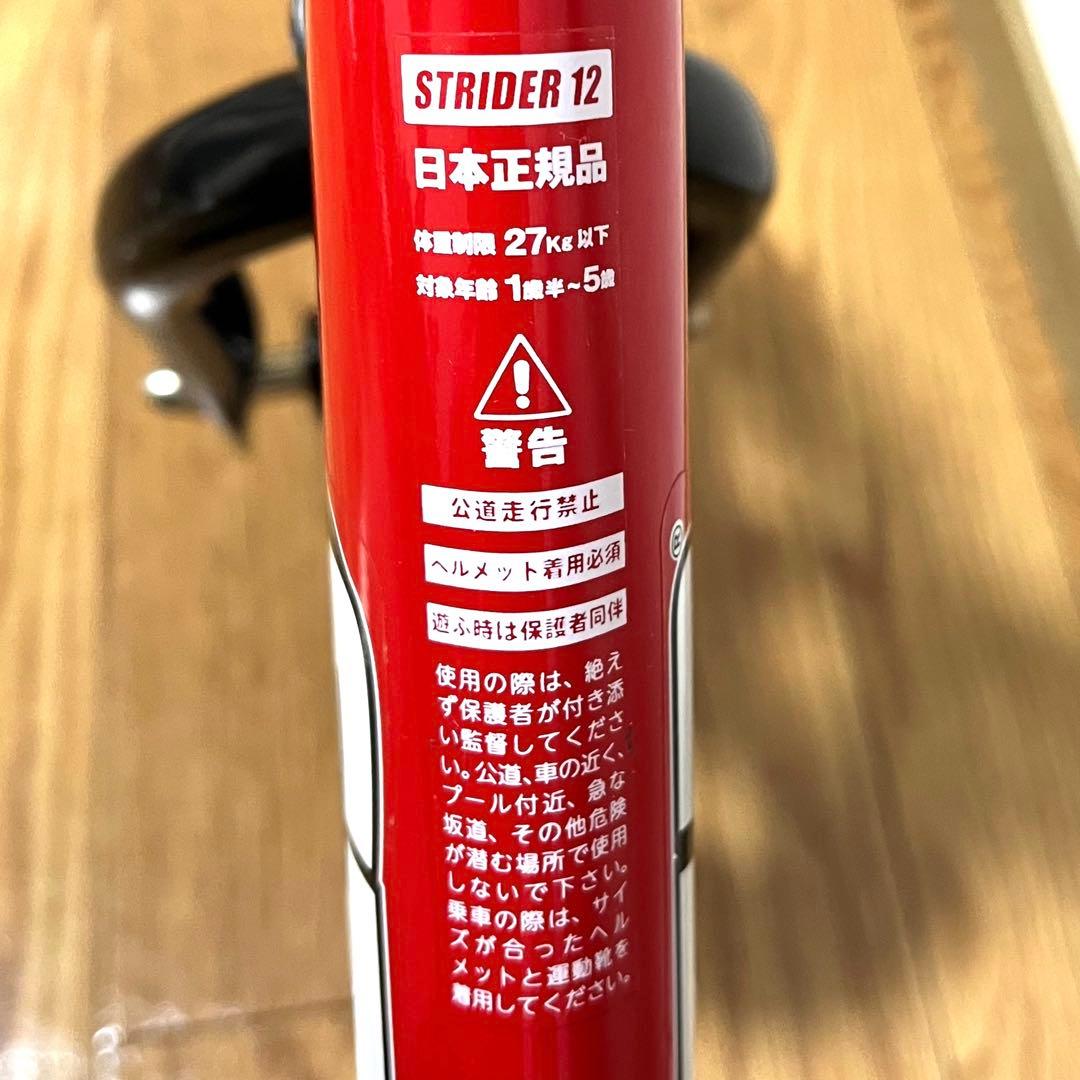 STRIDER 12
日本正規品
体重制限 27Kg 以下
対象年齢 1歳半~5歳
警告
公道走行禁止
ヘルメット着用必須
遊ぶ時は保護者同伴
使用の際は、絶え
ず保護者が付き添
い監督してくださ
い。公道、車の近く、
プール付近、急な
坂道、その他危険
が潜む場所で使用
しないで下さい。
乗車の際は、サイ
ズが合ったヘル
メットと運動靴を
着用してください。
®